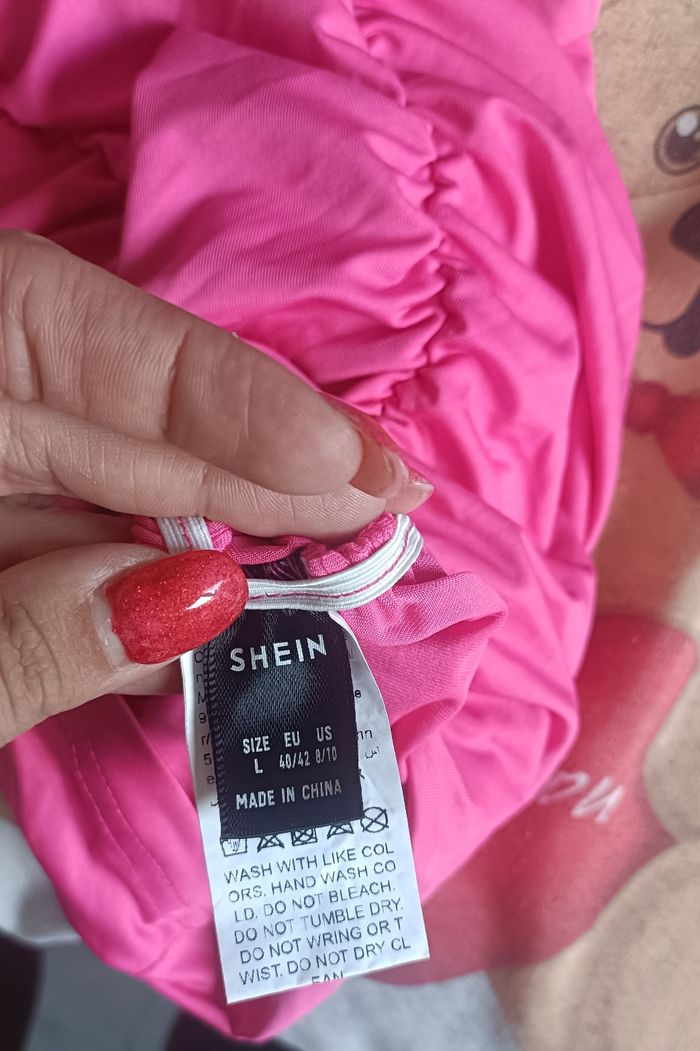 SHEIN
SIZE EU US
L 40/42 8/10
MADE IN CHINA
WASH WITH LIKE COL
ORS. HAND WASH CO
LD. DO NOT BLEACH.
DO NOT TUMBLE DRY.
DO NOT WRING OR T
WIST. DO NOT DRY CL
EAN